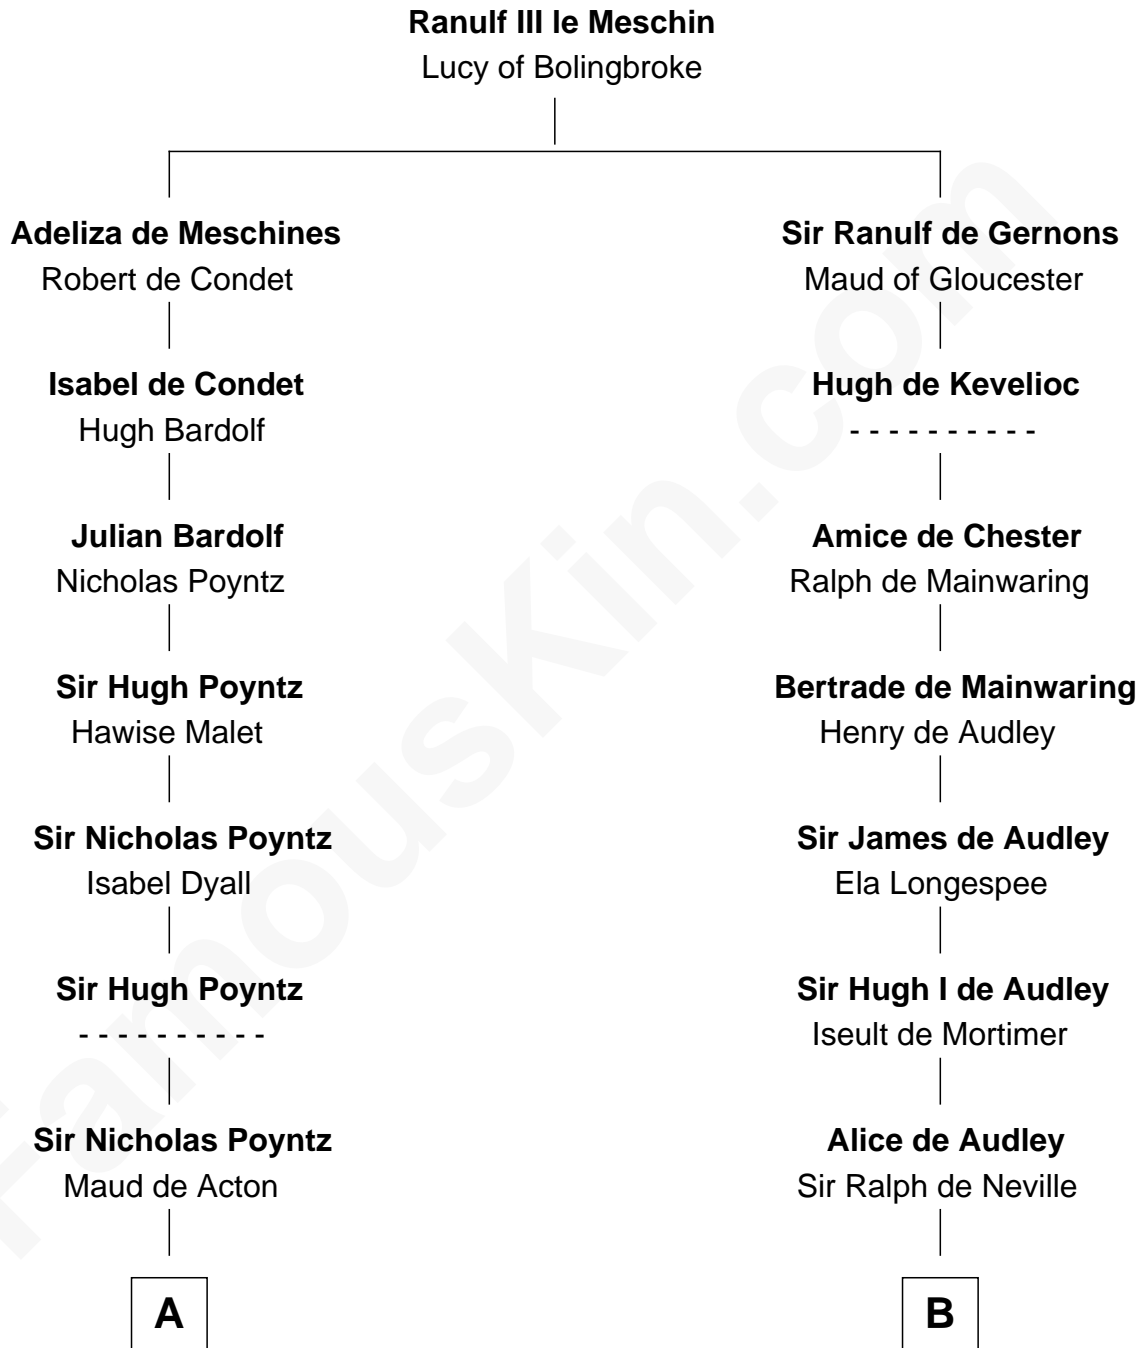 Ranulf III le Meschin
Lucy of Bolingbroke
Adeliza de Meschines
Robert de Condet
Sir Ranulf de Gernons
Maud of Gloucester
Isabel de Condet
Hugh Bardolf
Hugh de Kevelioc
- - - - - - - - - -
Julian Bardolf
Nicholas Poyntz
Amice de Chester
Ralph de Mainwaring
Sir Hugh Poyntz
Hawise Malet
Bertrade de Mainwaring
Henry de Audley
Sir Nicholas Poyntz
Isabel Dyall
Sir James de Audley
Ela Longespee
Sir Hugh Poyntz
- - - - - - - - - -
Sir Hugh I de Audley
Iseult de Mortimer
Sir Nicholas Poyntz
Maud de Acton
Alice de Audley
Sir Ralph de Neville
A
B
FamousKin.com